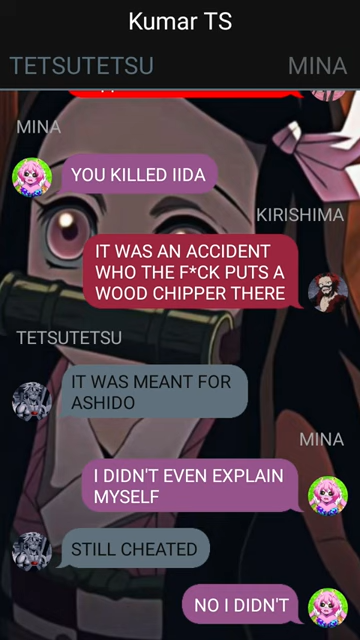 Kumar TS
TETSUTETSU MINA
MINA
YOU KILLED IIDA
KIRISHIMA
IT WAS AN ACCIDENT
WHO THE F*CK PUTS A
WOOD CHIPPER THERE
TETSUTETSU
IT WAS MEANT FOR
ASHIDO
MINA
I DIDN'T EVEN EXPLAIN
MYSELF
STILL CHEATED
NO I DIDN'T